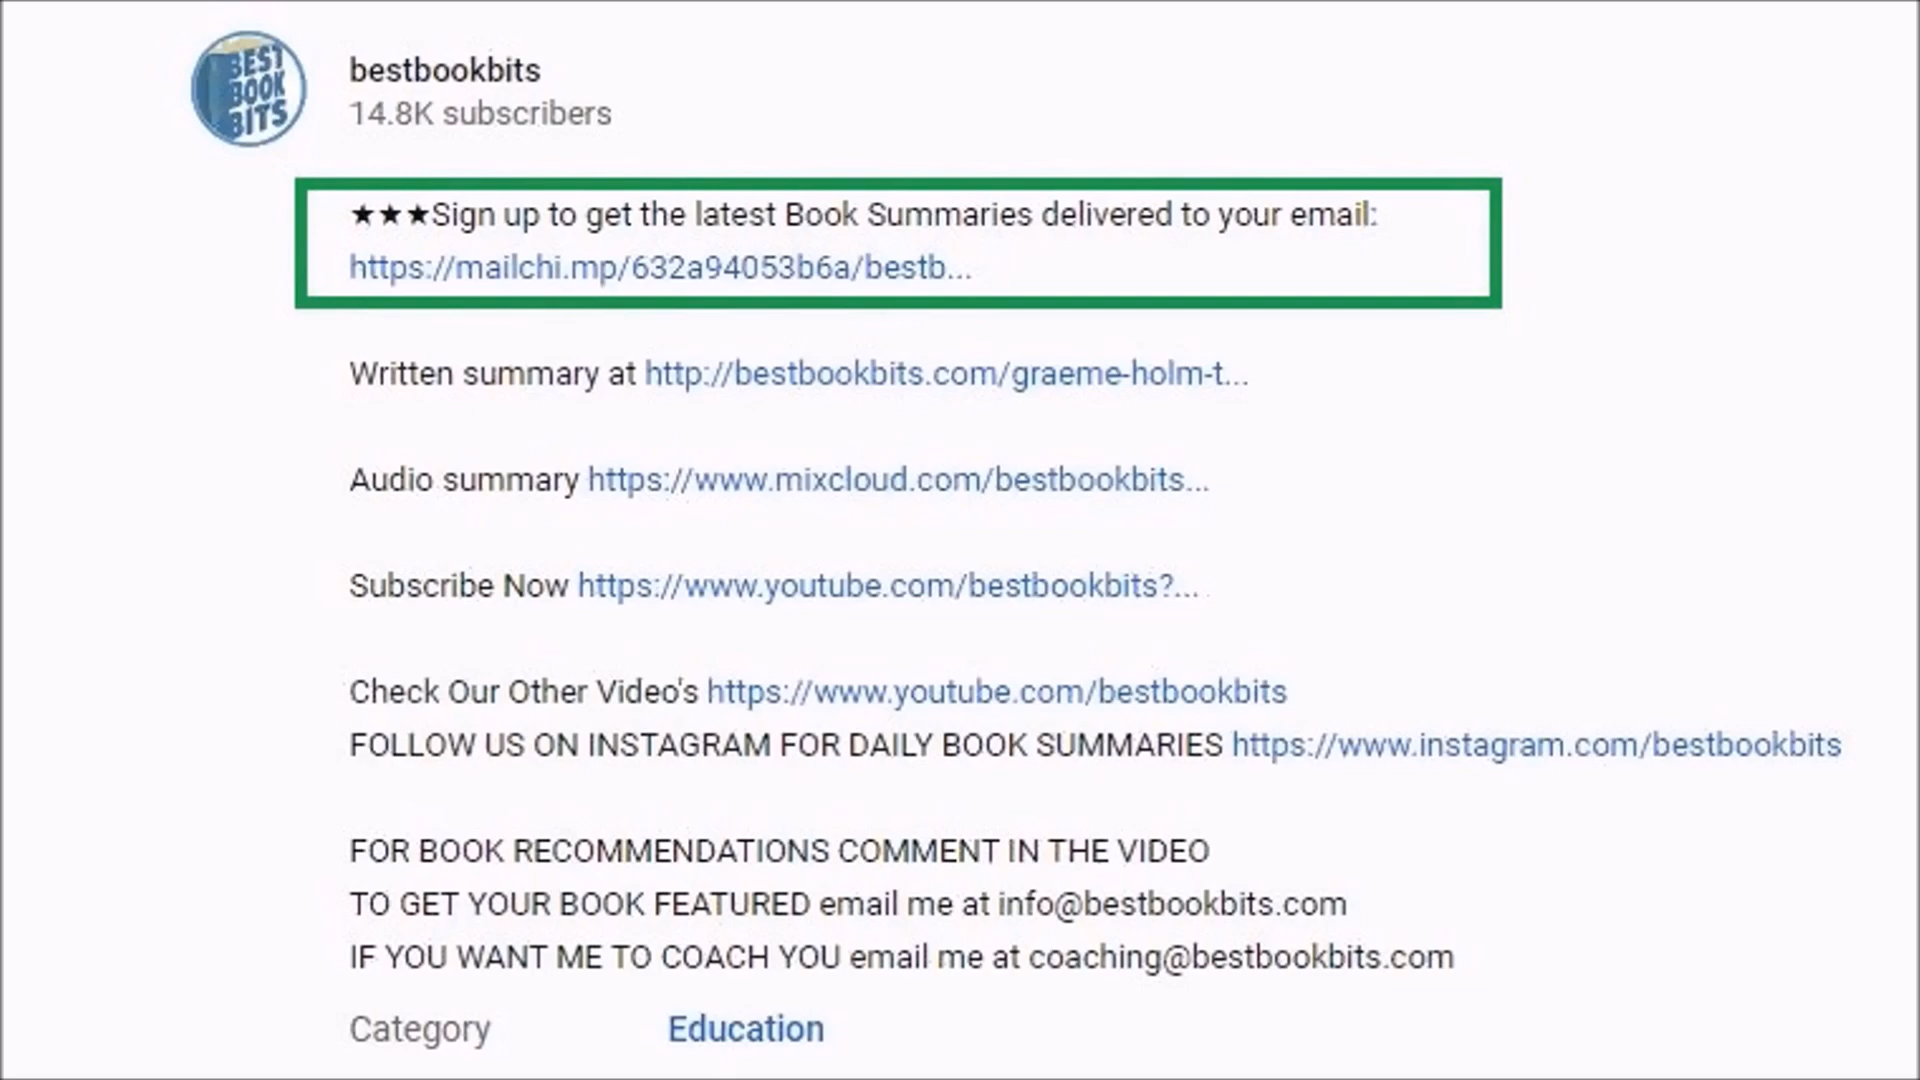 BEST
BOOK
BITS
bestbookbits
14.8K subscribers
★★★Sign up to get the latest Book Summaries delivered to your email:
https://mailchi.mp/632a94053b6a/bestb...
Written summary at http://bestbookbits.com/graeme-holm-t...
Audio summary https://www.mixcloud.com/bestbookbits...
Subscribe Now https://www.youtube.com/bestbookbits?...
Check Our Other Video's https://www.youtube.com/bestbookbits
FOLLOW US ON INSTAGRAM FOR DAILY BOOK SUMMARIES https://www.instagram.com/bestbookbits
FOR BOOK RECOMMENDATIONS COMMENT IN THE VIDEO
TO GET YOUR BOOK FEATURED email me at info@bestbookbits.com
IF YOU WANT ME TO COACH YOU email me at coaching@bestbookbits.com
Category Education